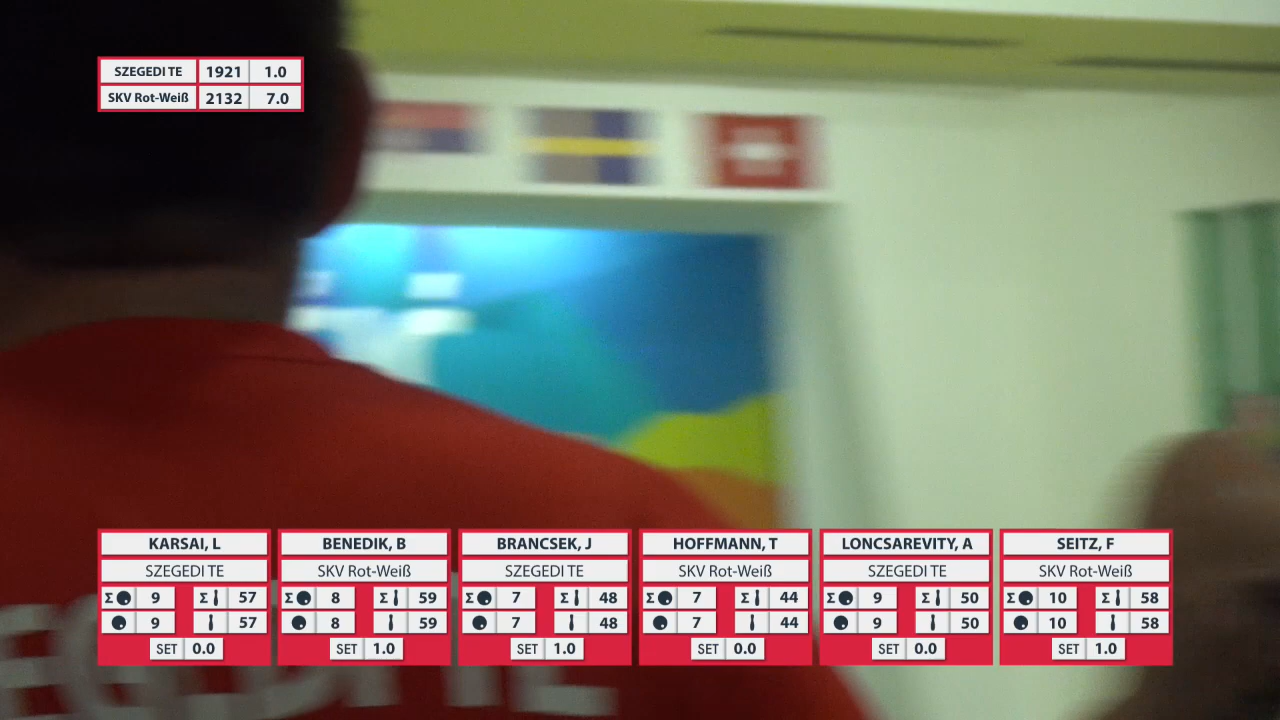 SZEGEDI TE 1921 1.0
SKV Rot-Weiß 2132 7.0
KARSAI, L
SZEGEDI TE
Σ 9 Σ 57
9 57
SET 0.0
BENEDIK, B
SKV Rot-Weiß
Σ 8 Σ 59
8 59
SET 1.0
BRANCSEK, J
SZEGEDI TE
Σ 7 Σ 48
7 48
SET 1.0
HOFFMANN, T
SKV Rot-Weiß
Σ 7 Σ 44
7 44
SET 0.0
LONCSAREVITY, A
SZEGEDI TE
Σ 9 Σ 50
9 50
SET 0.0
SEITZ, F
SKV Rot-Weiß
Σ 10 Σ 58
10 58
SET 1.0